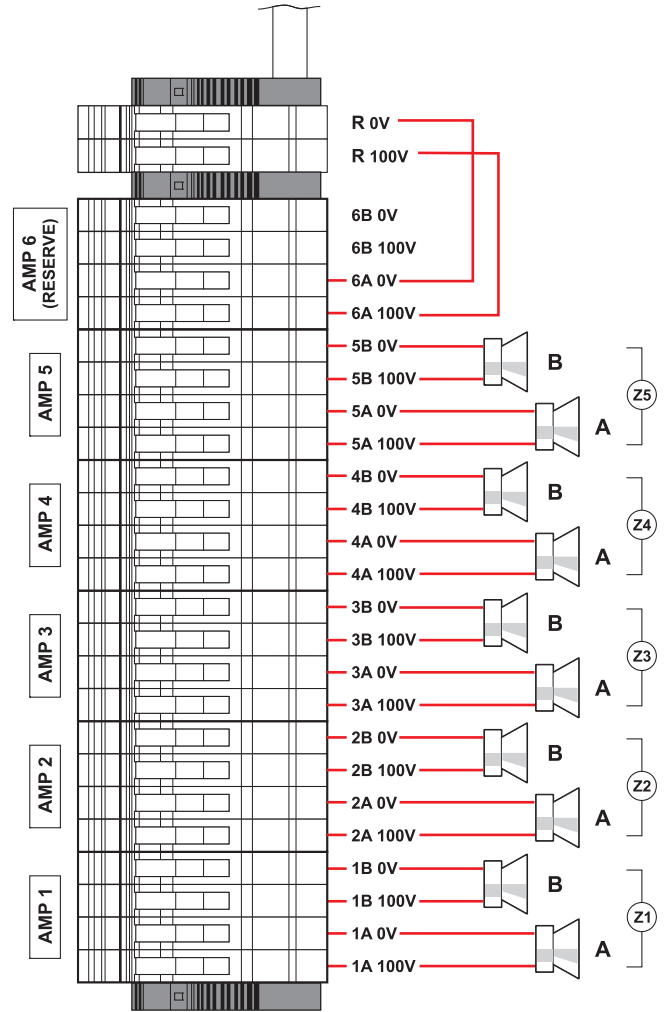 R 0V
R 100V
AMP 6
(RESERVE)
6B 0V
6B 100V
6A 0V
6A 100V
AMP 5
5B 0V
5B 100V
B
5A 0V
5A 100V
A
Z5
AMP 4
4B 0V
4B 100V
B
4A 0V
4A 100V
A
Z4
AMP 3
3B 0V
3B 100V
B
3A 0V
3A 100V
A
Z3
AMP 2
2B 0V
2B 100V
B
2A 0V
2A 100V
A
Z2
AMP 1
1B 0V
1B 100V
B
1A 0V
1A 100V
A
Z1